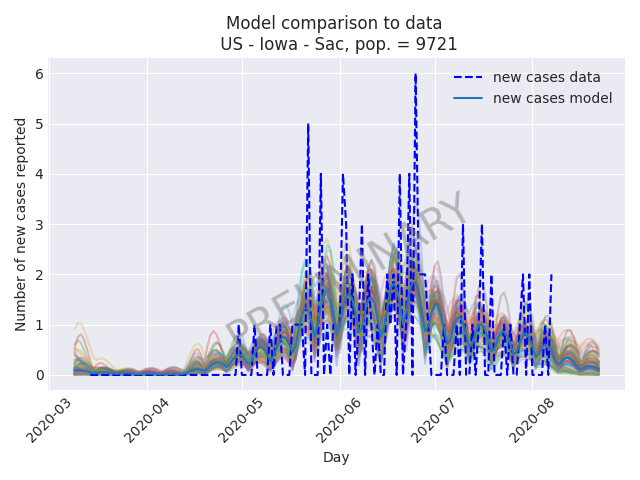 Model comparison to data
US - Iowa - Sac, pop. = 9721
new cases data
new cases model
PRELIMINARY
Number of new cases reported
6
5
4
3
2
1
0
2020-03
2020-04
2020-05
2020-06
2020-07
2020-08
Day